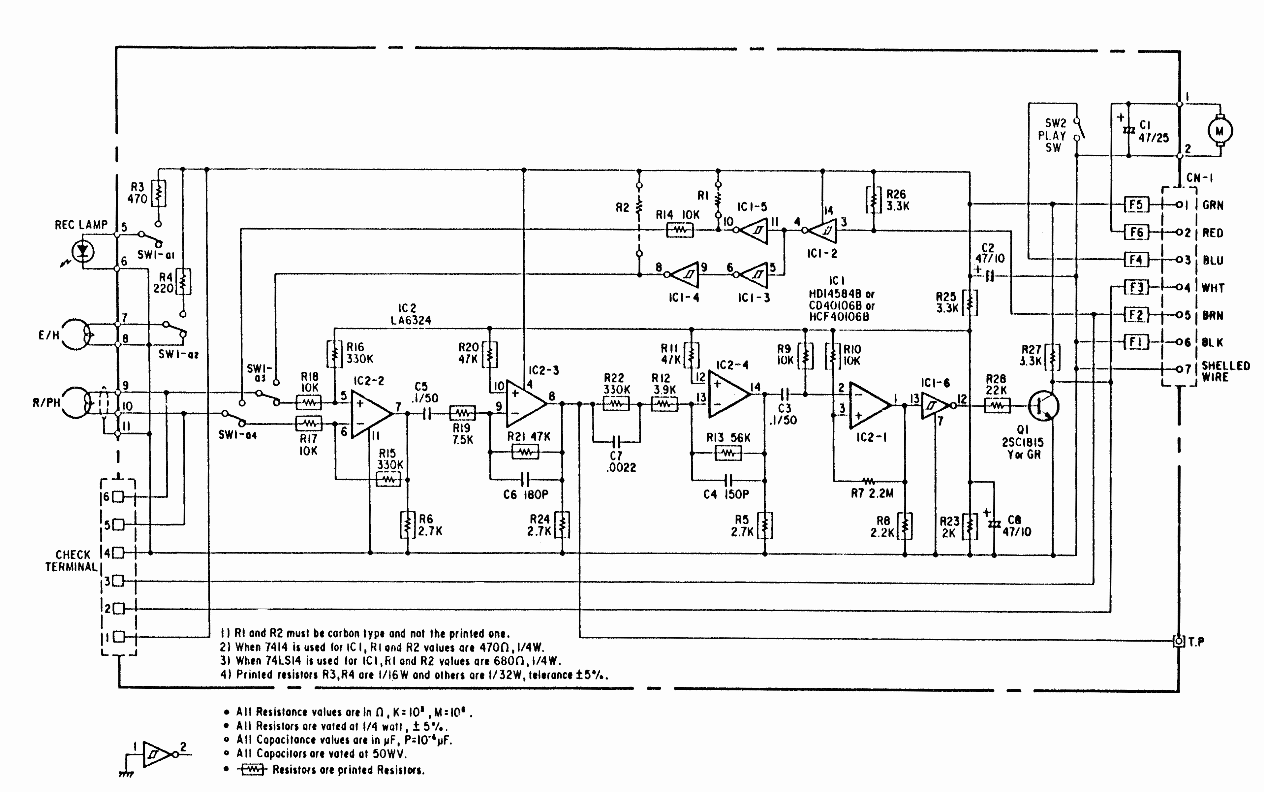 1
SW2
PLAY
SW
+
C1
47/25
M
2
CN-1
R3
470
REC LAMP
5
SW1-a1
6
R4
220
R2
R1
R14 10K
IC1-5
10
11
4
14
3
IC1-2
R26
3.3K
F5
1 GRN
F6
2 RED
F4
3 BLU
F3
4 WHT
F2
5 BRN
F1
6 BLK
7 SHELLED
WIRE
C2
47/10
+
8
9
6
5
IC1-4
IC1-3
IC1
HD14584B or
CD40106B or
HCF40106B
R25
3.3K
IC2
LA6324
E/H
7
8
SW1-a2
R16
330K
R20
47K
R11
47K
R9
10K
R10
10K
R27
3.3K
SW1-
a3
R18
10K
5
+
IC2-2
-
6
7
11
C5
.1/50
R19
7.5K
10
+
4
IC2-3
9
-
8
R22
330K
R12
3.9K
12
+
IC2-4
13
-
14
C3
.1/50
2
-
3
+
1
IC2-1
IC1-6
13
12
7
R28
22K
Q1
2SC1815
Y or GR
R/PH
9
10
11
SW1-a4
R17
10K
R15
330K
R21 47K
C6 180P
C7
.0022
R13 56K
C4 150P
R7 2.2M
R6
2.7K
R24
2.7K
R5
2.7K
R8
2.2K
R23
2K
+
C8
47/10
CHECK
TERMINAL
6
5
4
3
2
1
T.P
1) R1 and R2 must be carbon type and not the printed one.
2) When 7414 is used for IC1, R1 and R2 values are 470Ω, 1/4W.
3) When 74LS14 is used for IC1, R1 and R2 values are 680Ω, 1/4W.
4) Printed resistors R3, R4 are 1/16W and others are 1/32W, telerance ±5%.
• All Resistance values are in Ω, K=10³, M=10⁶.
• All Resistors are vated at 1/4 watt, ±5%.
• All Capacitance values are in μF, P=10⁻⁶μF.
• All Capacitors are vated at 50WV.
• Resistors are printed Resistors.
1
2